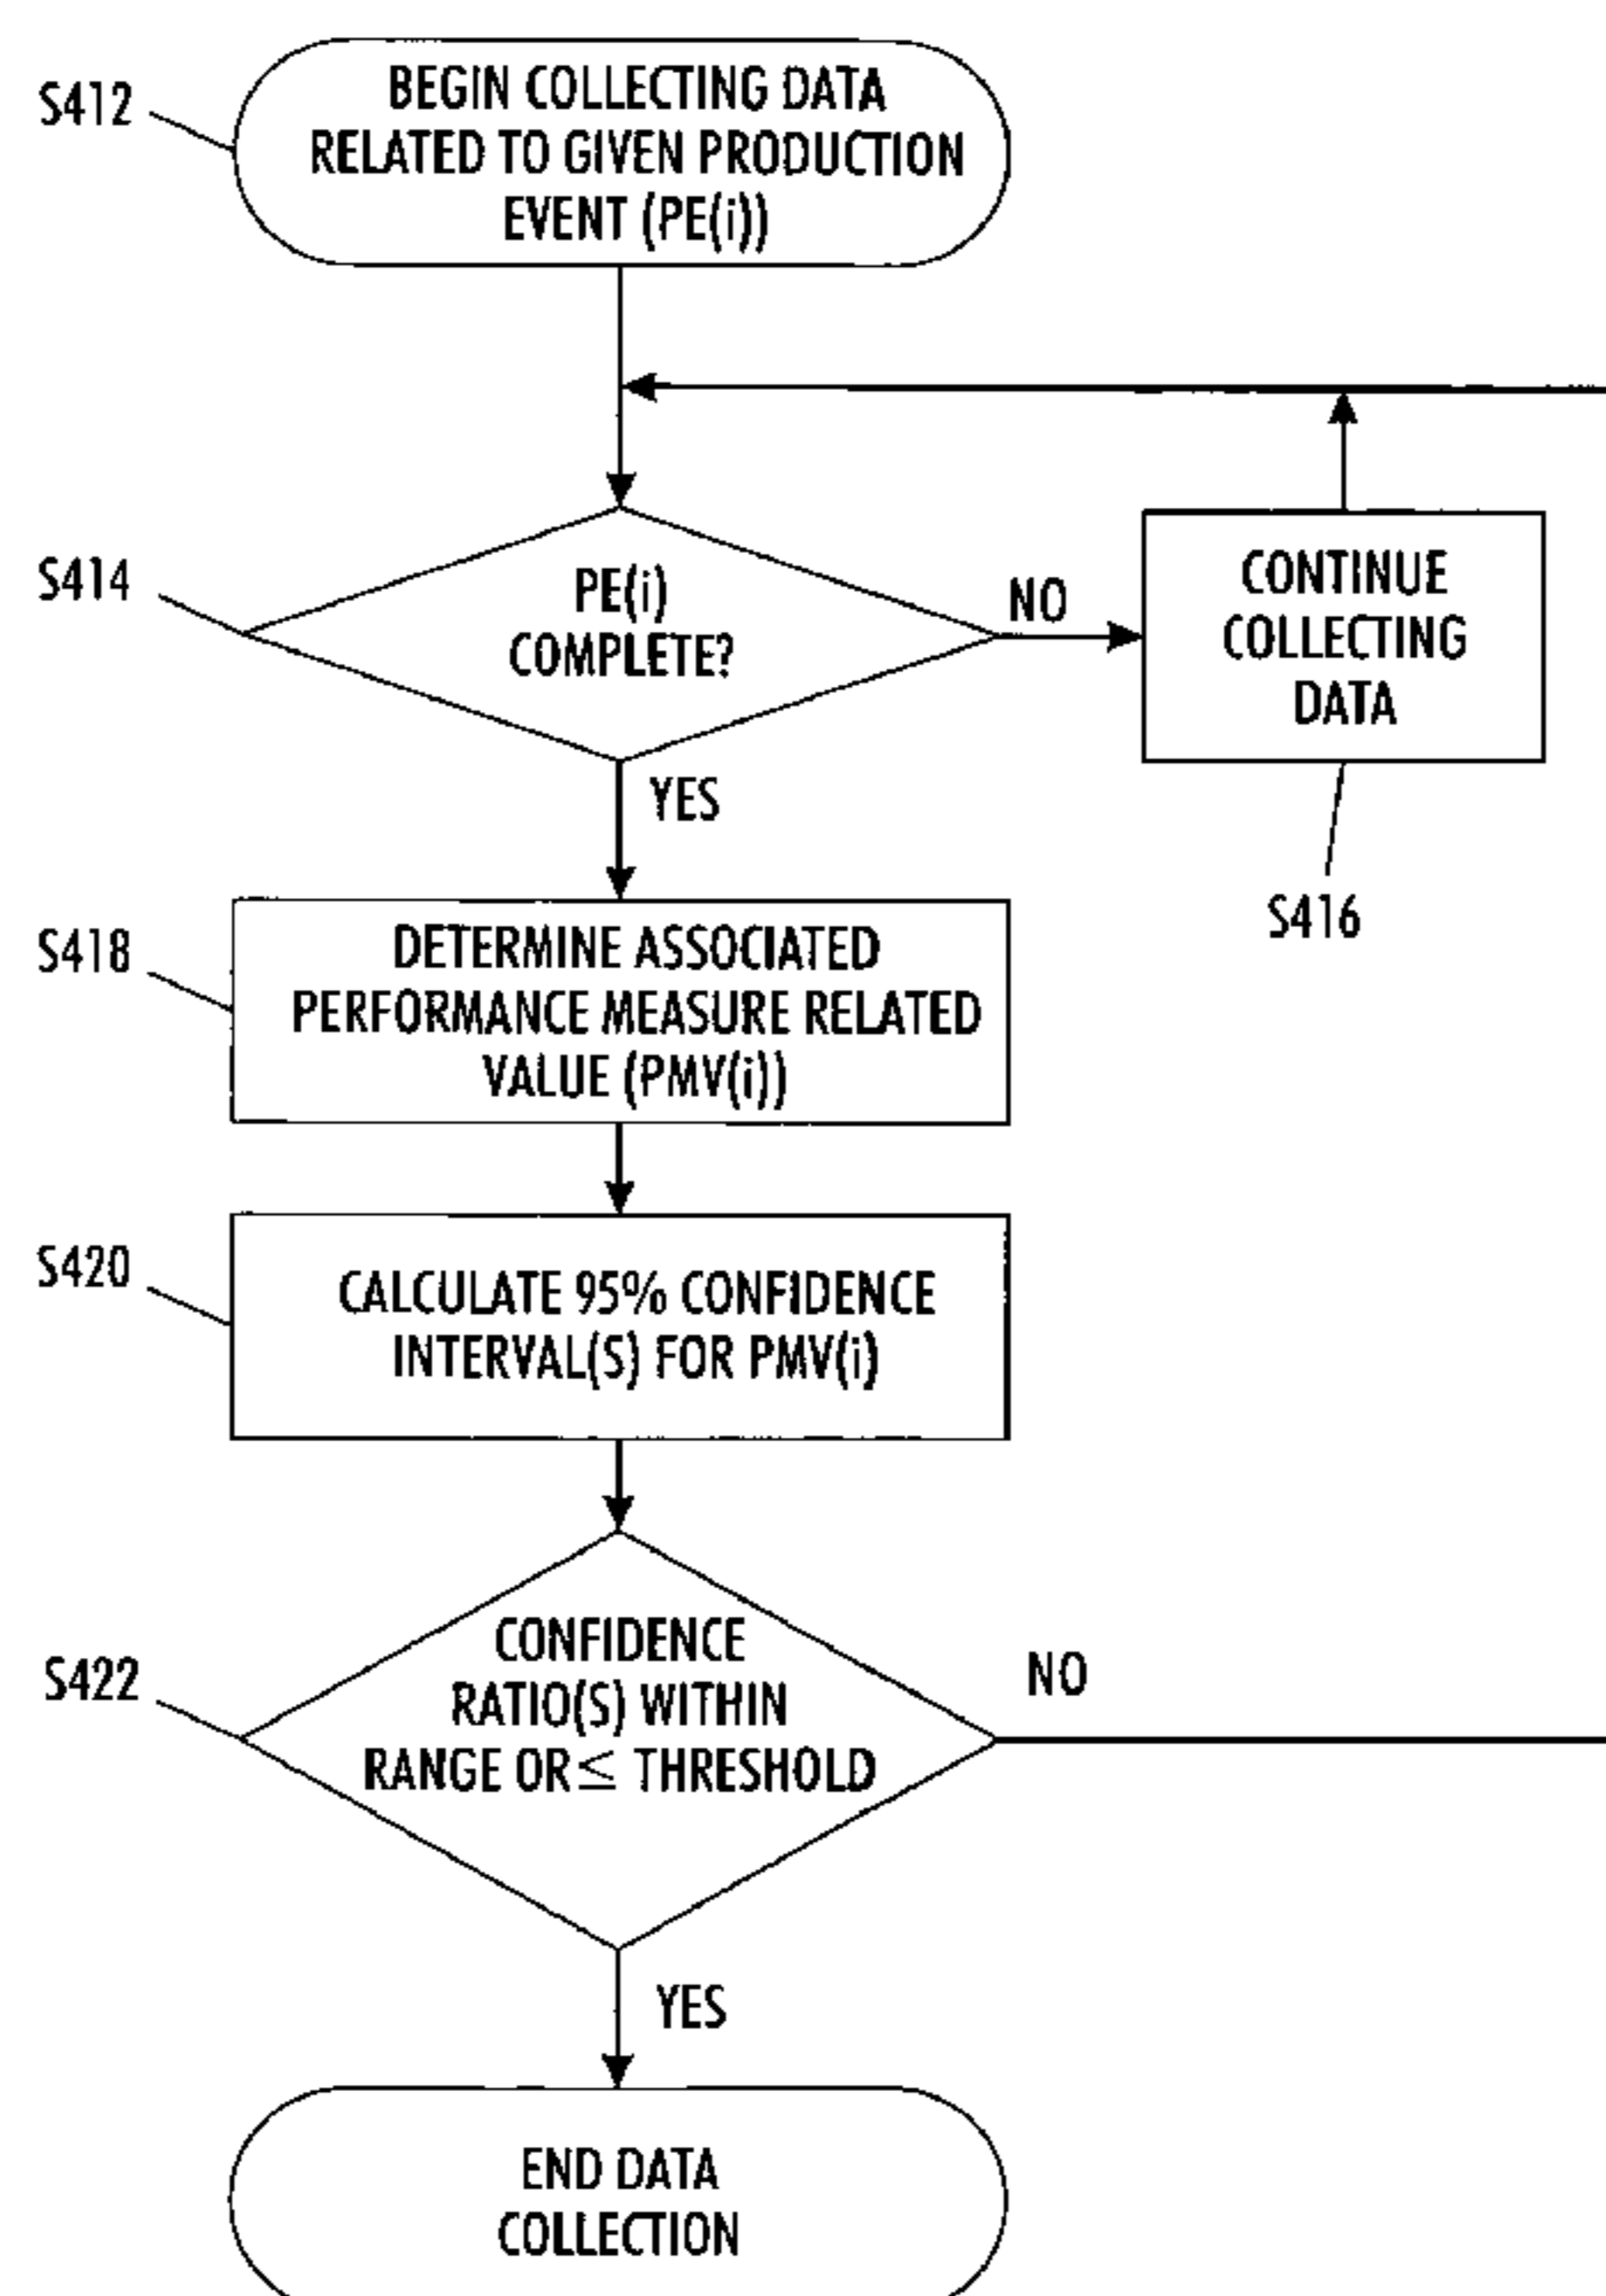 S412
BEGIN COLLECTING DATA
RELATED TO GIVEN PRODUCTION
EVENT (PE(i))
S414
PE(i)
COMPLETE?
NO
CONTINUE
COLLECTING
DATA
S416
YES
S418
DETERMINE ASSOCIATED
PERFORMANCE MEASURE RELATED
VALUE (PMV(i))
S420
CALCULATE 95% CONFIDENCE
INTERVAL(S) FOR PMV(i)
S422
CONFIDENCE
RATIO(S) WITHIN
RANGE OR ≤ THRESHOLD
NO
YES
END DATA
COLLECTION